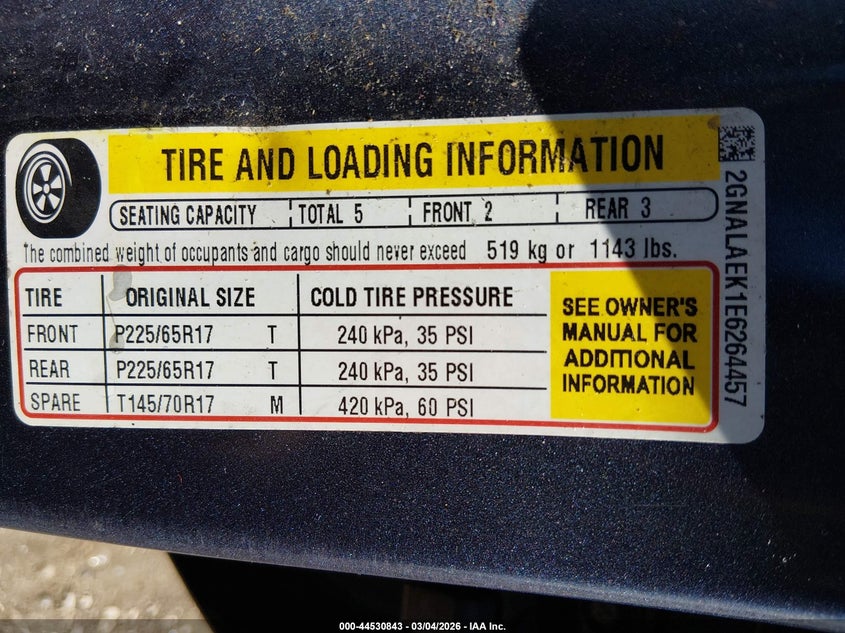 TIRE AND LOADING INFORMATION
SEATING CAPACITY TOTAL 5 FRONT 2 REAR 3
The combined weight of occupants and cargo should never exceed 519 kg or 1143 lbs.
TIRE ORIGINAL SIZE COLD TIRE PRESSURE
FRONT P225/65R17 T 240 kPa, 35 PSI
REAR P225/65R17 T 240 kPa, 35 PSI
SPARE T145/70R17 M 420 kPa, 60 PSI
SEE OWNER'S
MANUAL FOR
ADDITIONAL
INFORMATION
2GNALAEK1E6264457
000-44530843 - 03/04/2026 - IAA Inc.